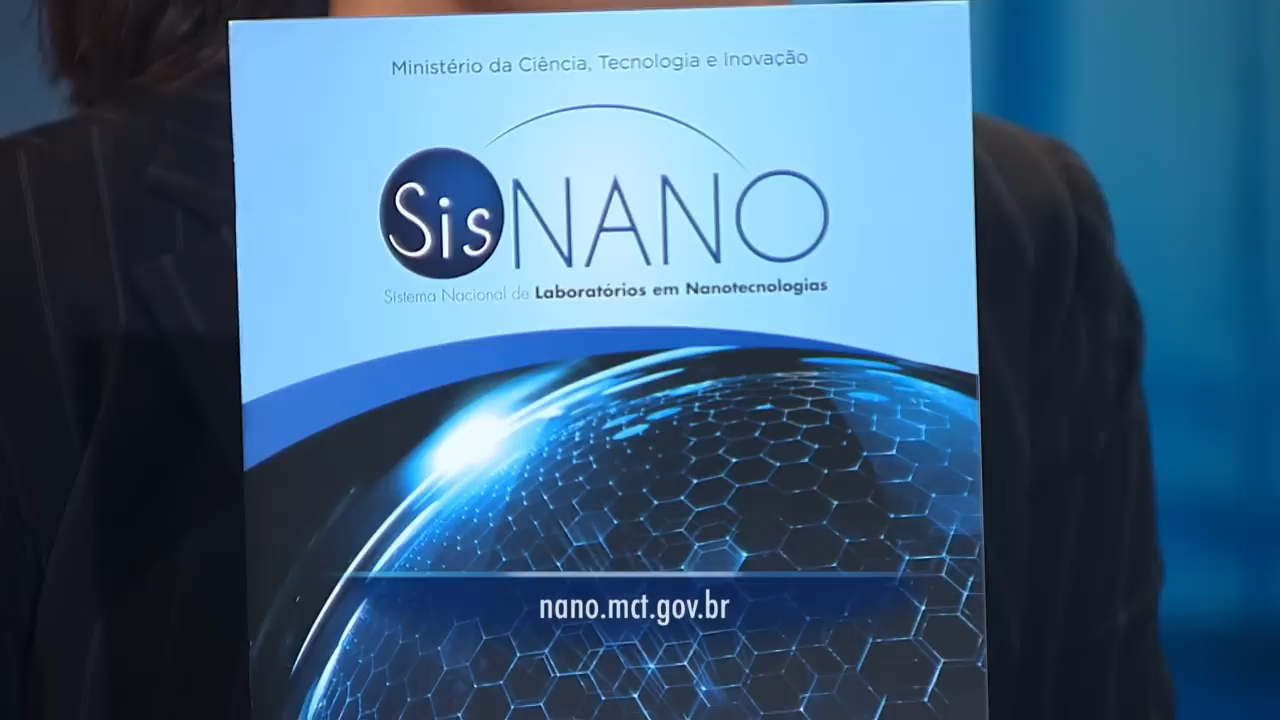 Ministério da Ciência, Tecnologia e Inovação
SisNANO
Sistema Nacional de Laboratórios em Nanotecnologias
nano.mct.gov.br